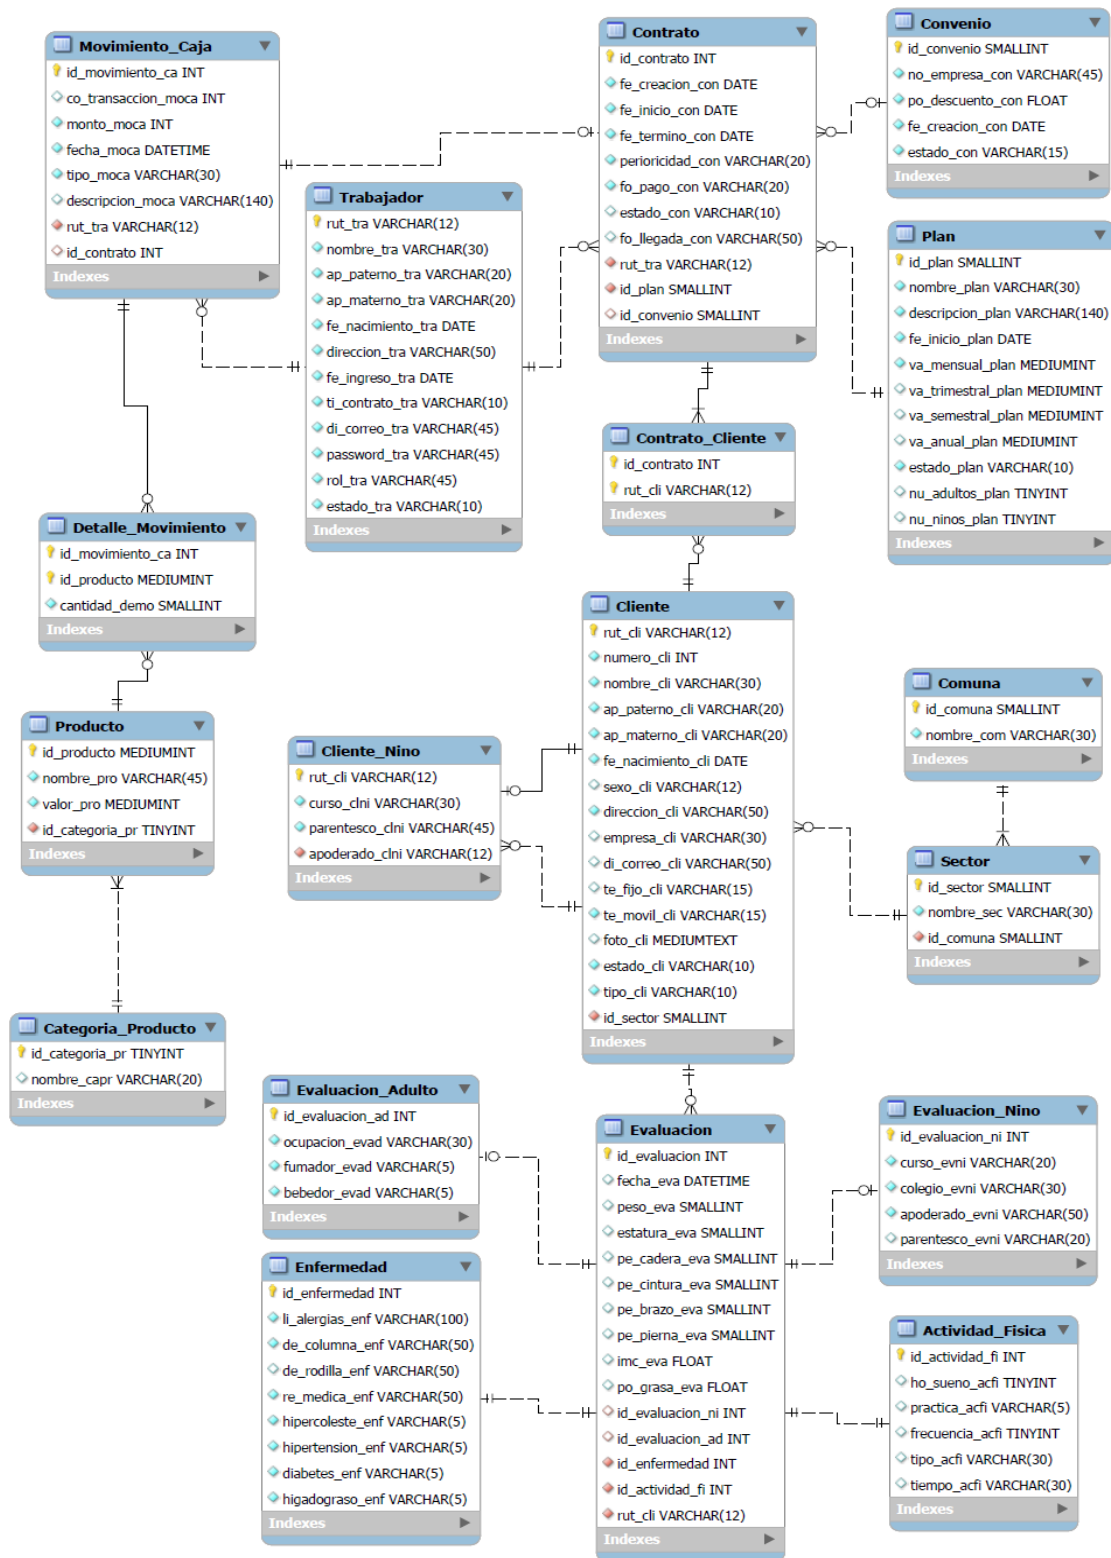 Movimiento_Caja
id_movimiento_ca INT
co_transaccion_moca INT
monto_moca INT
fecha_moca DATETIME
tipo_moca VARCHAR(30)
descripcion_moca VARCHAR(140)
rut_tra VARCHAR(12)
id_contrato INT
Indexes
Contrato
id_contrato INT
fe_creacion_con DATE
fe_inicio_con DATE
fe_termino_con DATE
perioricidad_con VARCHAR(20)
fo_pago_con VARCHAR(20)
estado_con VARCHAR(10)
fo_llegada_con VARCHAR(50)
rut_tra VARCHAR(12)
id_plan SMALLINT
id_convenio SMALLINT
Indexes
Convenio
id_convenio SMALLINT
no_empresa_con VARCHAR(45)
po_descuento_con FLOAT
fe_creacion_con DATE
estado_con VARCHAR(15)
Indexes
Trabajador
rut_tra VARCHAR(12)
nombre_tra VARCHAR(30)
ap_paterno_tra VARCHAR(20)
ap_materno_tra VARCHAR(20)
fe_nacimiento_tra DATE
direccion_tra VARCHAR(50)
fe_ingreso_tra DATE
ti_contrato_tra VARCHAR(10)
di_correo_tra VARCHAR(45)
password_tra VARCHAR(45)
rol_tra VARCHAR(45)
estado_tra VARCHAR(10)
Indexes
Plan
id_plan SMALLINT
nombre_plan VARCHAR(30)
descripcion_plan VARCHAR(140)
fe_inicio_plan DATE
va_mensual_plan MEDIUMINT
va_trimestral_plan MEDIUMINT
va_semestral_plan MEDIUMINT
va_anual_plan MEDIUMINT
estado_plan VARCHAR(10)
nu_adultos_plan TINYINT
nu_ninos_plan TINYINT
Indexes
Contrato_Cliente
id_contrato INT
rut_cli VARCHAR(12)
Indexes
Detalle_Movimiento
id_movimiento_ca INT
id_producto MEDIUMINT
cantidad_demo SMALLINT
Indexes
Cliente
rut_cli VARCHAR(12)
numero_cli INT
nombre_cli VARCHAR(30)
ap_paterno_cli VARCHAR(20)
ap_materno_cli VARCHAR(20)
fe_nacimiento_cli DATE
sexo_cli VARCHAR(12)
direccion_cli VARCHAR(50)
empresa_cli VARCHAR(30)
di_correo_cli VARCHAR(50)
te_fijo_cli VARCHAR(15)
te_movil_cli VARCHAR(15)
foto_cli MEDIUMTEXT
estado_cli VARCHAR(10)
tipo_cli VARCHAR(10)
id_sector SMALLINT
Indexes
Comuna
id_comuna SMALLINT
nombre_com VARCHAR(30)
Indexes
Producto
id_producto MEDIUMINT
nombre_pro VARCHAR(45)
valor_pro MEDIUMINT
id_categoria_pr TINYINT
Indexes
Cliente_Nino
rut_cli VARCHAR(12)
curso_clni VARCHAR(30)
parentesco_clni VARCHAR(45)
apoderado_clni VARCHAR(12)
Indexes
Sector
id_sector SMALLINT
nombre_sec VARCHAR(30)
id_comuna SMALLINT
Indexes
Categoria_Producto
id_categoria_pr TINYINT
nombre_capr VARCHAR(20)
Indexes
Evaluacion_Adulto
id_evaluacion_ad INT
ocupacion_evad VARCHAR(30)
fumador_evad VARCHAR(5)
bebedor_evad VARCHAR(5)
Indexes
Evaluacion
id_evaluacion INT
fecha_eva DATETIME
peso_eva SMALLINT
estatura_eva SMALLINT
pe_cadera_eva SMALLINT
pe_cintura_eva SMALLINT
pe_brazo_eva SMALLINT
pe_pierna_eva SMALLINT
imc_eva FLOAT
po_grasa_eva FLOAT
id_evaluacion_ni INT
id_evaluacion_ad INT
id_enfermedad INT
id_actividad_fi INT
rut_cli VARCHAR(12)
Indexes
Evaluacion_Nino
id_evaluacion_ni INT
curso_evni VARCHAR(20)
colegio_evni VARCHAR(30)
apoderado_evni VARCHAR(50)
parentesco_evni VARCHAR(20)
Indexes
Enfermedad
id_enfermedad INT
li_alergias_enf VARCHAR(100)
de_columna_enf VARCHAR(50)
de_rodilla_enf VARCHAR(50)
re_medica_enf VARCHAR(50)
hipercoleste_enf VARCHAR(5)
hipertension_enf VARCHAR(5)
diabetes_enf VARCHAR(5)
higadograso_enf VARCHAR(5)
Indexes
Actividad_Fisica
id_actividad_fi INT
ho_sueno_acfi TINYINT
practica_acfi VARCHAR(5)
frecuencia_acfi TINYINT
tipo_acfi VARCHAR(30)
tiempo_acfi VARCHAR(30)
Indexes